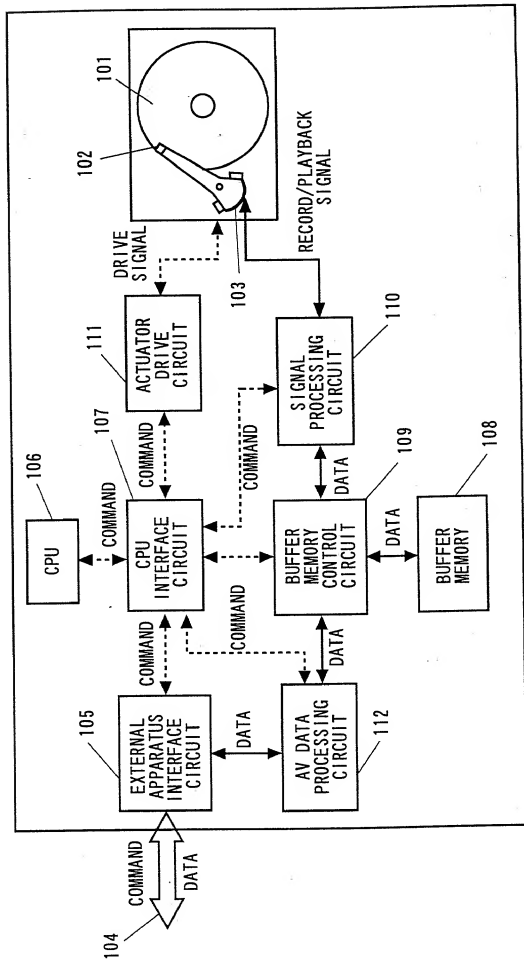 104
COMMAND
DATA
105
EXTERNAL
APPARATUS
INTERFACE
CIRCUIT
COMMAND
DATA
COMMAND
AV DATA
PROCESSING
CIRCUIT
112
106
CPU
COMMAND
107
CPU
INTERFACE
CIRCUIT
COMMAND
COMMAND
DATA
BUFFER
MEMORY
CONTROL
CIRCUIT
109
DATA
BUFFER
MEMORY
108
DATA
111
ACTUATOR
DRIVE
CIRCUIT
DRIVE
SIGNAL
SIGNAL
PROCESSING
CIRCUIT
110
RECORD/PLAYBACK
SIGNAL
103
102
101